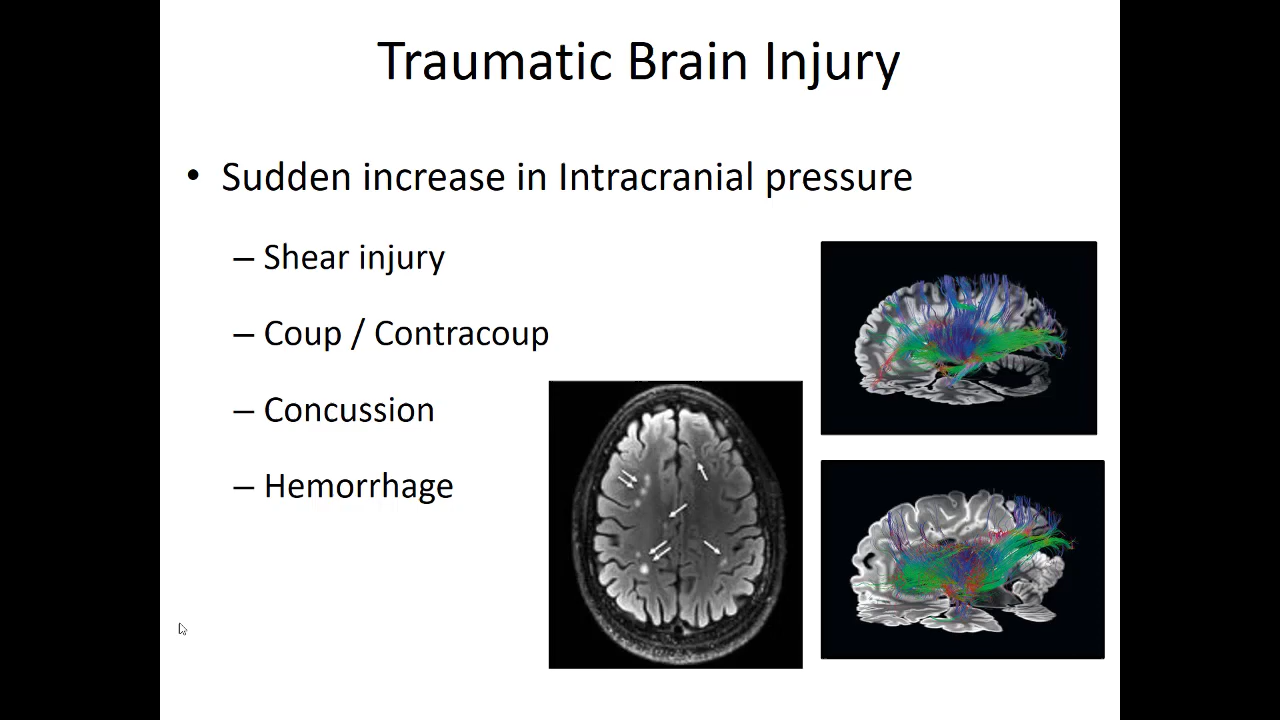 Traumatic Brain Injury
• Sudden increase in Intracranial pressure
– Shear injury
– Coup / Contracoup
– Concussion
– Hemorrhage